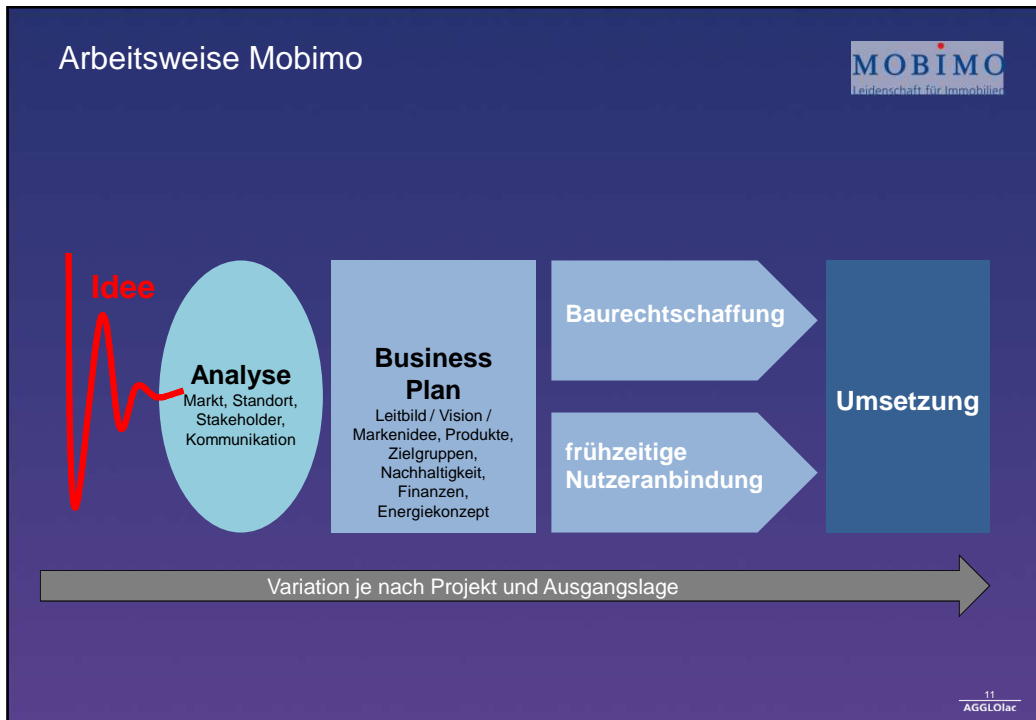 Arbeitsweise Mobimo
MOBIMO
Leidenschaft für Immobilien
Idee
Analyse
Markt, Standort,
Stakeholder,
Kommunikation
Business
Plan
Leitbild / Vision /
Markenidee, Produkte,
Zielgruppen,
Nachhaltigkeit,
Finanzen,
Energiekonzept
Baurechtschaffung
frühzeitige
Nutzeranbindung
Umsetzung
Variation je nach Projekt und Ausgangslage
11
AGGLOlac